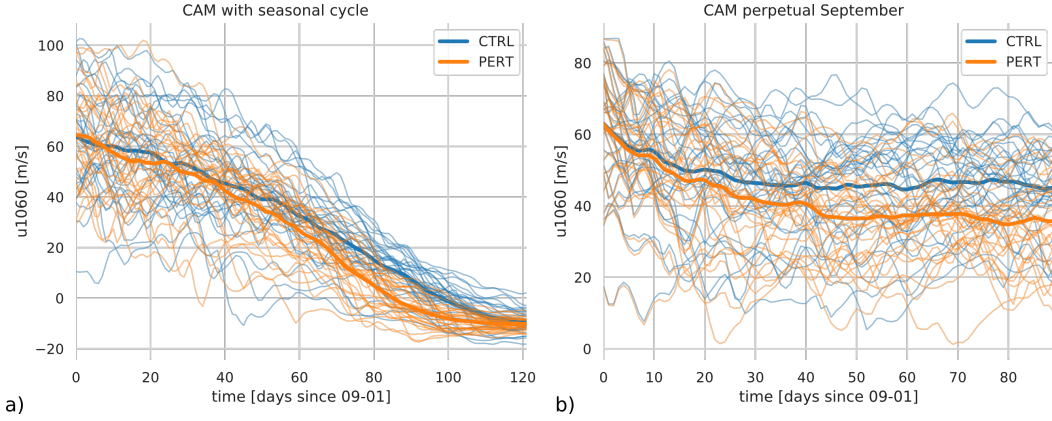 CAM with seasonal cycle
CTRL
PERT
u1060 [m/s]
100
80
60
40
20
0
−20
0 20 40 60 80 100 120
time [days since 09-01]
a)
CAM perpetual September
CTRL
PERT
u1060 [m/s]
80
60
40
20
0
0 10 20 30 40 50 60 70 80
time [days since 09-01]
b)